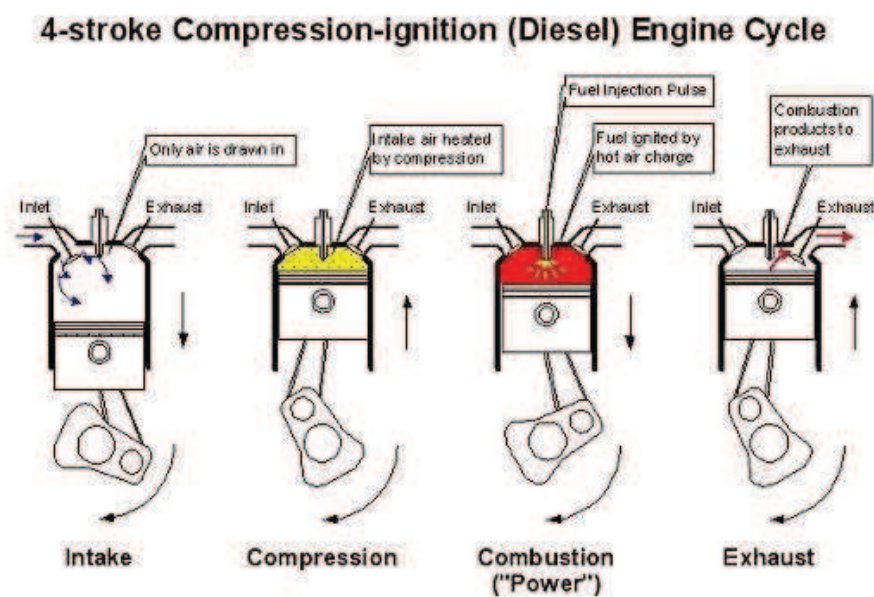 4-stroke Compression-ignition (Diesel) Engine Cycle
Only air is drawn in
Inlet
Exhaust
Intake
Intake air heated
by compression
Inlet
Exhaust
Compression
Fuel Injection Pulse
Fuel ignited by
hot air charge
Inlet
Exhaust
Combustion
("Power")
Combustion
products to
exhaust
Inlet
Exhaust
Exhaust